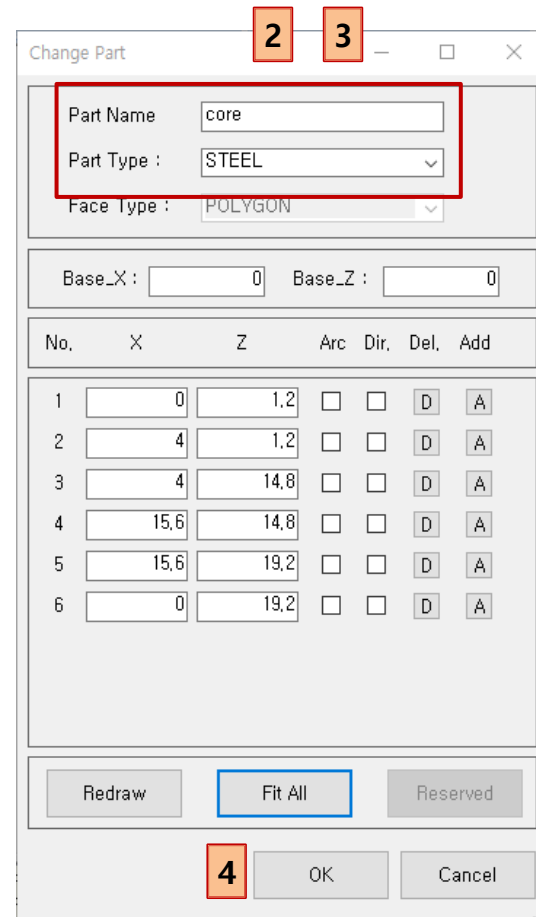 2 3
Change Part
Part Name core
Part Type : STEEL
Face Type : POLYGON
Base_X : 0 Base_Z : 0
No. X Z Arc Dir. Del. Add
1 0 1.2 D A
2 4 1.2 D A
3 4 14.8 D A
4 15.6 14.8 D A
5 15.6 19.2 D A
6 0 19.2 D A
Redraw Fit All Reserved
4 OK Cancel